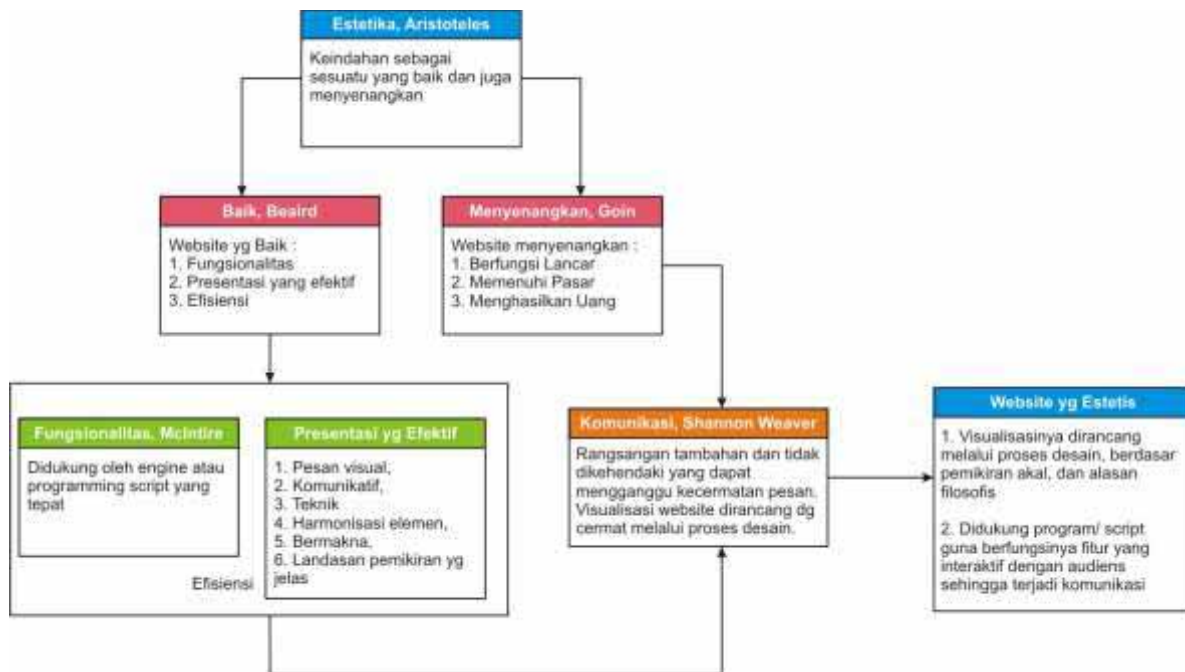 Estetika, Aristoteles
Keindahan sebagai
sesuatu yang baik dan juga
menyenangkan
Baik, Beaird
Website yg Baik :
1. Fungsionalitas
2. Presentasi yang efektif
3. Efisiensi
Menyenangkan, Goin
Website menyenangkan :
1. Berfungsi Lancar
2. Memenuhi Pasar
3. Menghasilkan Uang
Fungsionalitas, McIntire
Didukung oleh engine atau
programming script yang
tepat
Presentasi yg Efektif
1. Pesan visual,
2. Komunikatif,
3. Teknik
4. Harmonisasi elemen,
5. Bermakna,
6. Landasan pemikiran yg
jelas
Efisiensi
Komunikasi, Shannon Weaver
Rangsangan tambahan dan tidak
dikehendaki yang dapat
mengganggu kecermatan pesan.
Visualisasi website dirancang dg
cermat melalui proses desain.
Website yg Estetis
1. Visualisasinya dirancang
melalui proses desain, berdasar
pemikiran akal, dan alasan
filosofis
2. Didukung program/ script
guna berfungsinya fitur yang
interaktif dengan audiens
sehingga terjadi komunikasi